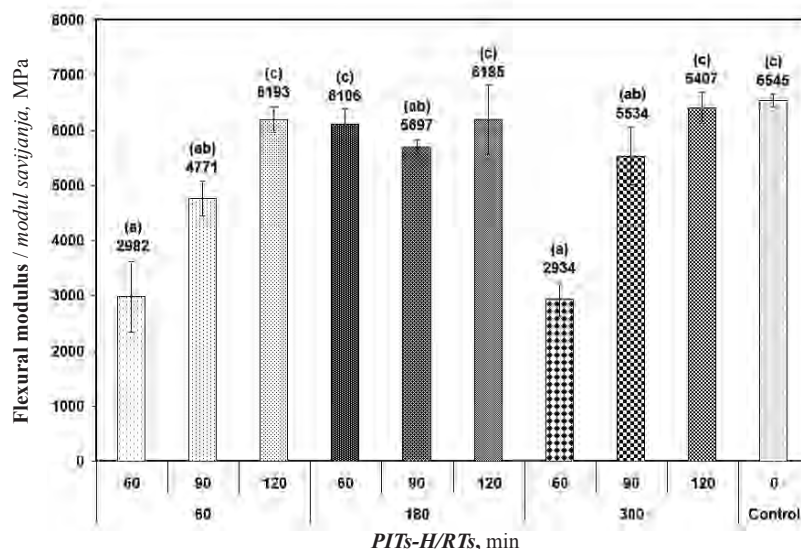 Flexural modulus / modul savijanja, MPa
8000
7000
6000
5000
4000
3000
2000
1000
0
(a)
2982
(ab)
4771
(c)
6193
(c)
6106
(ab)
5697
(c)
6185
(a)
2934
(ab)
5534
(c)
6407
(c)
6545
60 90 120 60 90 120 60 90 120 0
60 180 300 Control
PITs-H/RTs, min